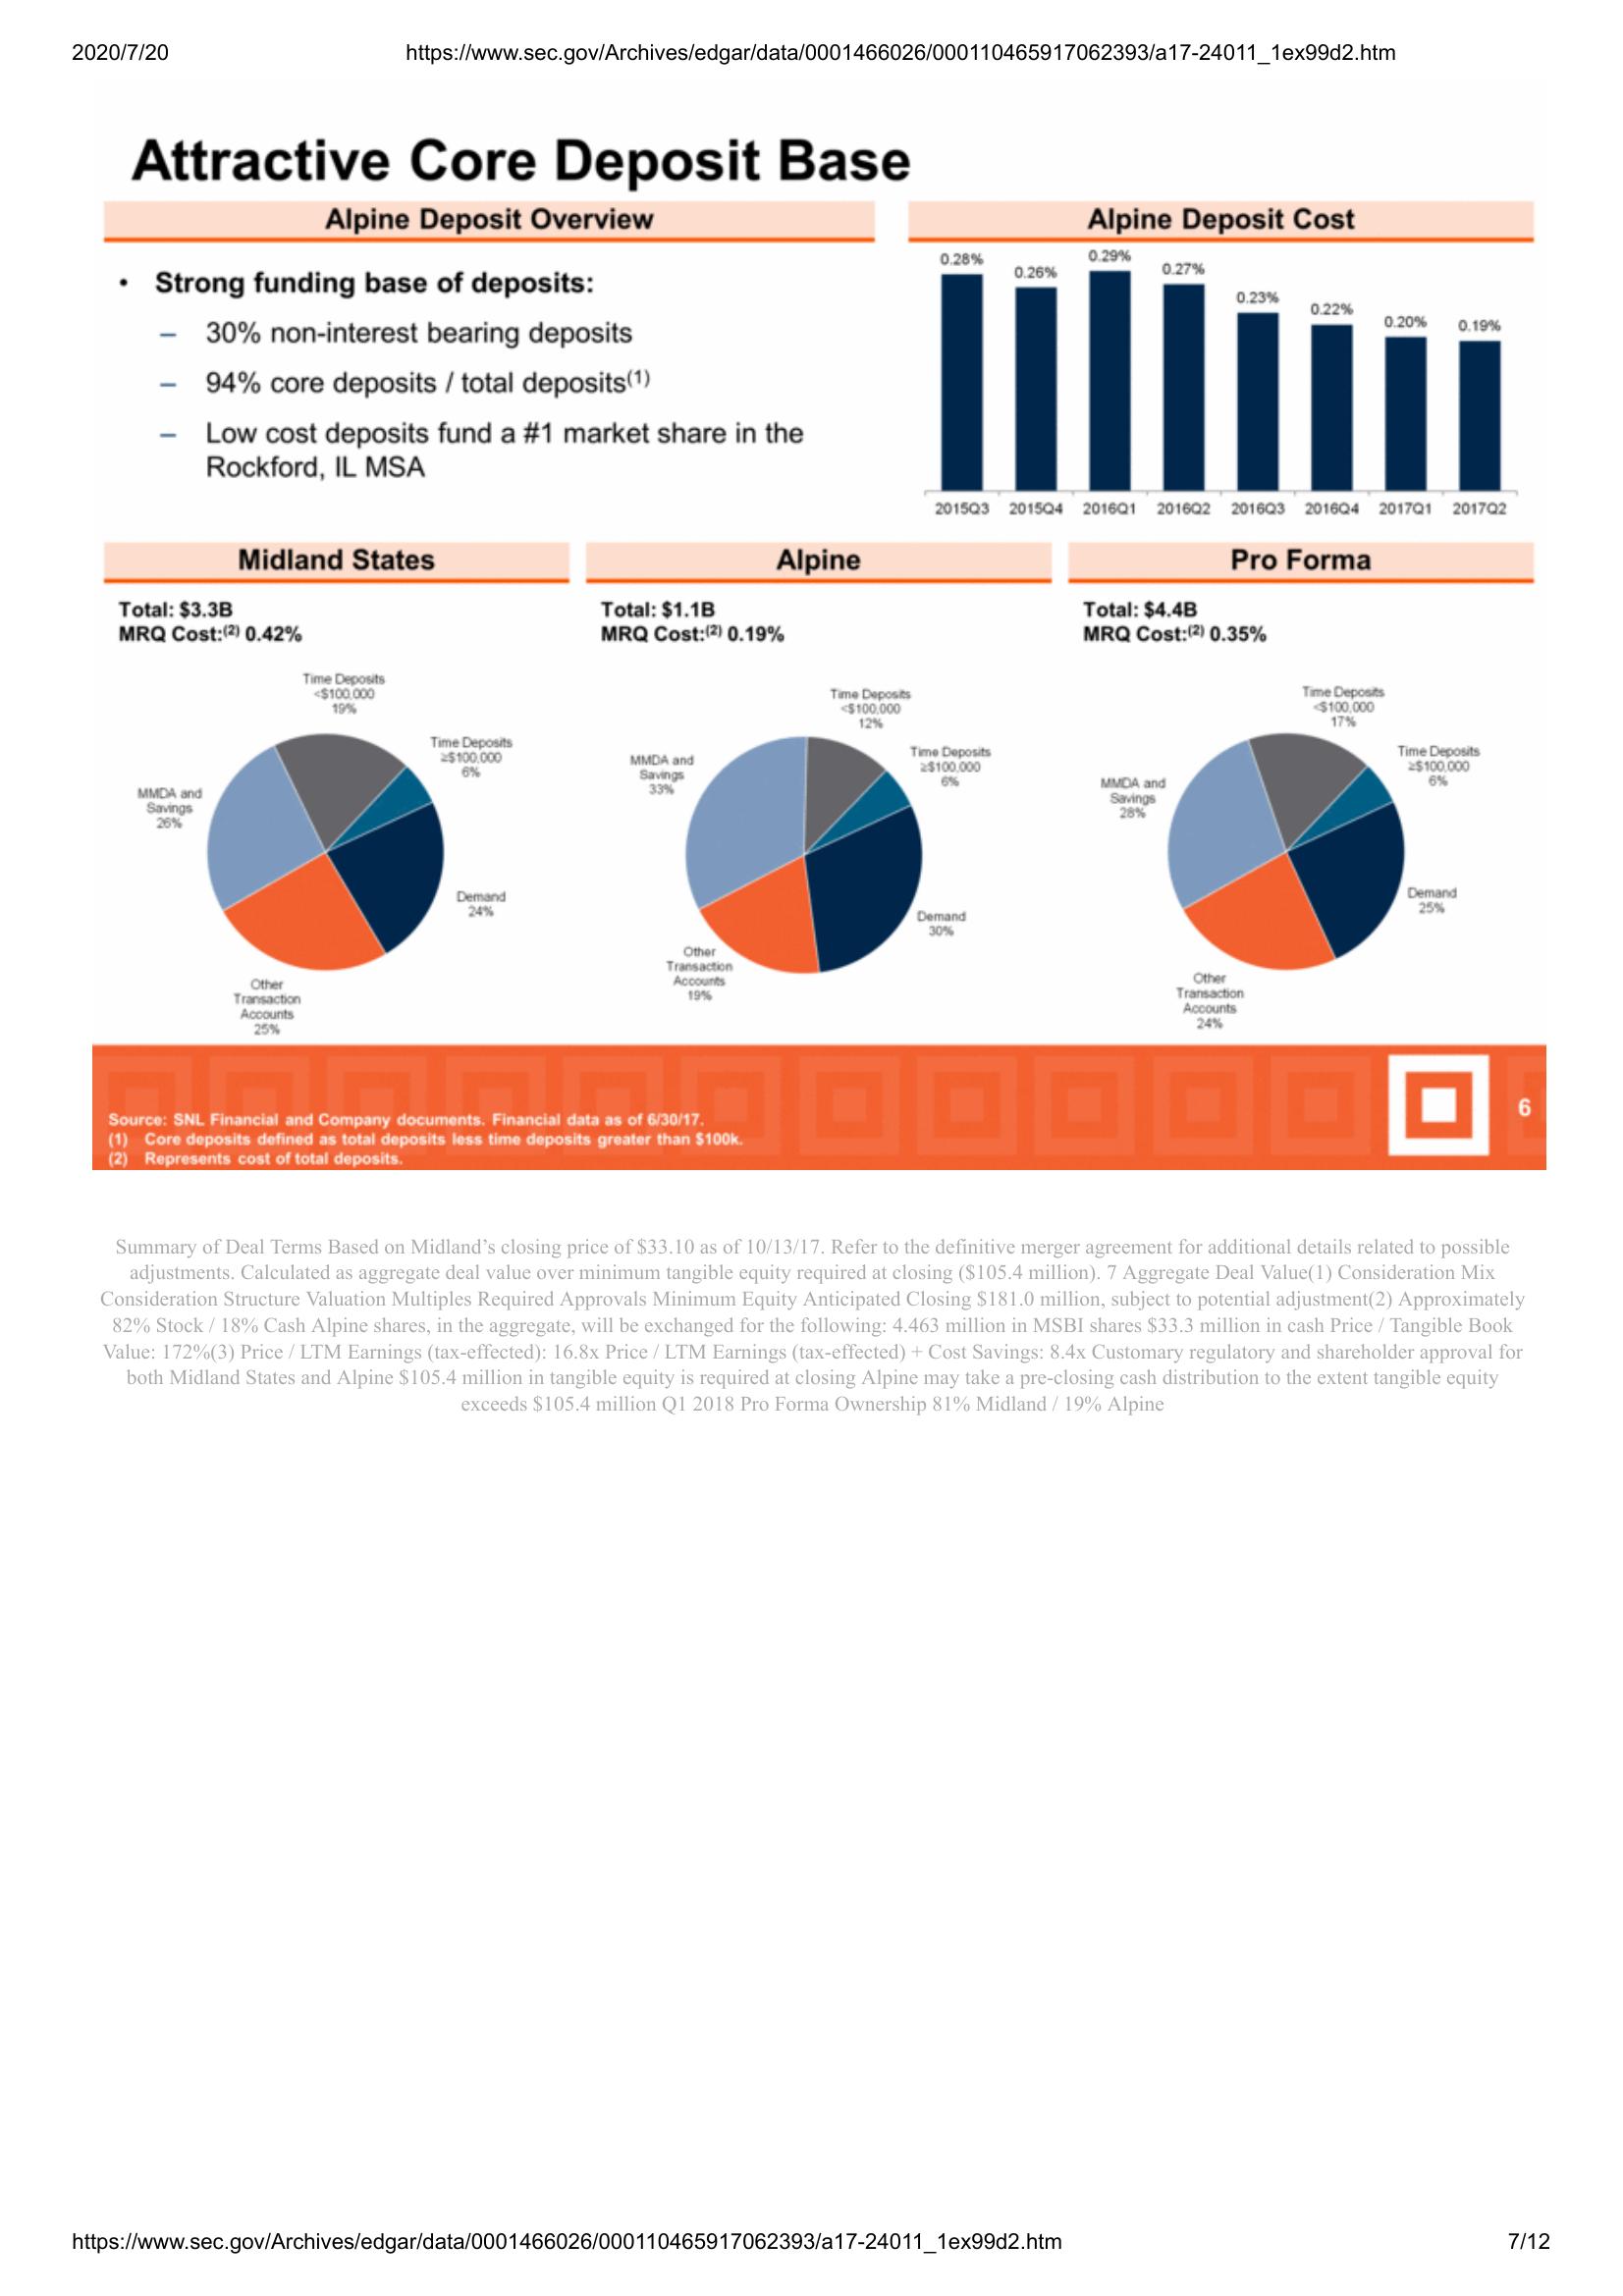 2020/7/20
https://www.sec.gov/Archives/edgar/data/0001466026/000110465917062393/a17-24011_1ex99d2.htm
Attractive Core Deposit Base
Alpine Deposit Overview
• Strong funding base of deposits:
– 30% non-interest bearing deposits
– 94% core deposits / total deposits(1)
– Low cost deposits fund a #1 market share in the
Rockford, IL MSA
Alpine Deposit Cost
0.28%
0.26%
0.29%
0.27%
0.23%
0.22%
0.20%
0.19%
2015Q3
2015Q4
2016Q1
2016Q2
2016Q3
2016Q4
2017Q1
2017Q2
Midland States
Total: $3.3B
MRQ Cost:(2) 0.42%
Time Deposits
<$100,000
19%
Time Deposits
≥$100,000
6%
MMDA and
Savings
26%
Demand
24%
Other
Transaction
Accounts
25%
Alpine
Total: $1.1B
MRQ Cost:(2) 0.19%
Time Deposits
<$100,000
12%
Time Deposits
≥$100,000
6%
MMDA and
Savings
33%
Demand
30%
Other
Transaction
Accounts
19%
Pro Forma
Total: $4.4B
MRQ Cost:(2) 0.35%
Time Deposits
<$100,000
17%
Time Deposits
≥$100,000
6%
MMDA and
Savings
28%
Demand
25%
Other
Transaction
Accounts
24%
Source: SNL Financial and Company documents. Financial data as of 6/30/17.
(1) Core deposits defined as total deposits less time deposits greater than $100k.
(2) Represents cost of total deposits.
6
Summary of Deal Terms Based on Midland’s closing price of $33.10 as of 10/13/17. Refer to the definitive merger agreement for additional details related to possible
adjustments. Calculated as aggregate deal value over minimum tangible equity required at closing ($105.4 million). 7 Aggregate Deal Value(1) Consideration Mix
Consideration Structure Valuation Multiples Required Approvals Minimum Equity Anticipated Closing $181.0 million, subject to potential adjustment(2) Approximately
82% Stock / 18% Cash Alpine shares, in the aggregate, will be exchanged for the following: 4.463 million in MSBI shares $33.3 million in cash Price / Tangible Book
Value: 172%(3) Price / LTM Earnings (tax-effected): 16.8x Price / LTM Earnings (tax-effected) + Cost Savings: 8.4x Customary regulatory and shareholder approval for
both Midland States and Alpine $105.4 million in tangible equity is required at closing Alpine may take a pre-closing cash distribution to the extent tangible equity
exceeds $105.4 million Q1 2018 Pro Forma Ownership 81% Midland / 19% Alpine
https://www.sec.gov/Archives/edgar/data/0001466026/000110465917062393/a17-24011_1ex99d2.htm
7/12